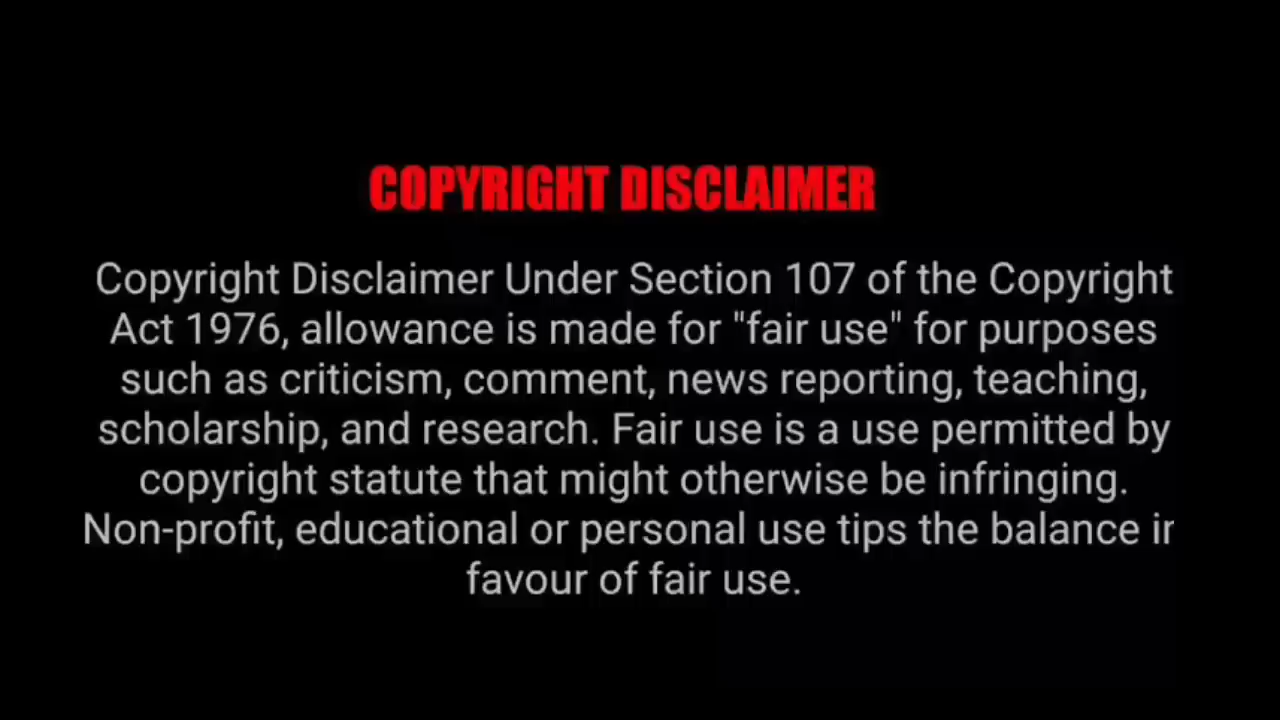 COPYRIGHT DISCLAIMER
Copyright Disclaimer Under Section 107 of the Copyright
Act 1976, allowance is made for "fair use" for purposes
such as criticism, comment, news reporting, teaching,
scholarship, and research. Fair use is a use permitted by
copyright statute that might otherwise be infringing.
Non-profit, educational or personal use tips the balance
favour of fair use.